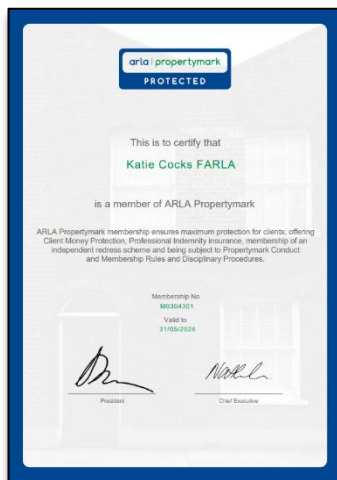 arla | propertymark
PROTECTED
This is to certify that
Katie Cocks FARLA
is a member of ARLA Propertymark
ARLA Propertymark membership ensures maximum protection for clients; offering
Client Money Protection, Professional Indemnity insurance, membership of an
independent redress scheme and being subject to Propertymark Conduct
and Membership Rules and Disciplinary Procedures.
Membership No
M0304301
Valid to
31/05/2026
President
Chief Executive